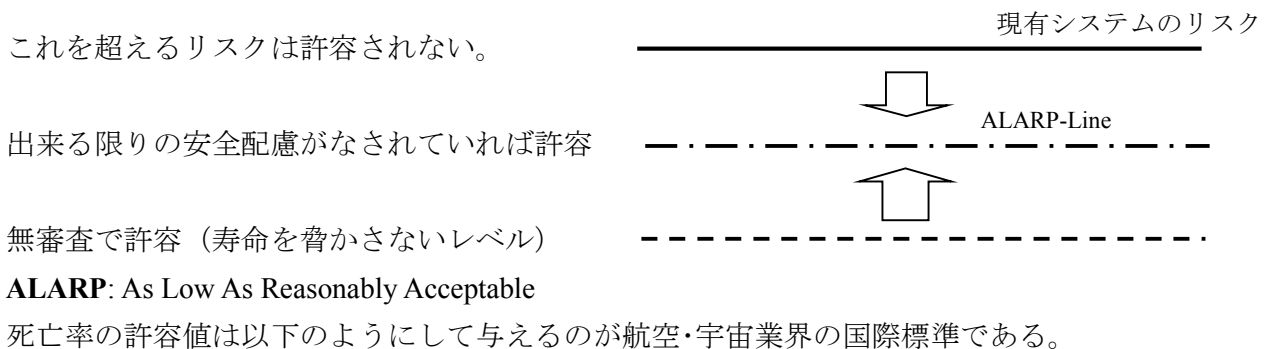 現有システムのリスク
これを超えるリスクは許容されない。
ALARP-Line
出来る限りの安全配慮がなされていれば許容
無審査で許容（寿命を脅かさないレベル）
ALARP: As Low As Reasonably Acceptable
死亡率の許容値は以下のようにして与えるのが航空・宇宙業界の国際標準である。